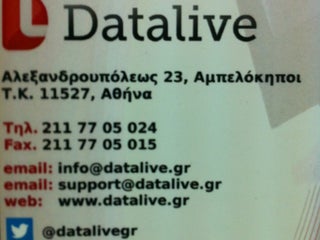 Datalive
Αλεξανδρουπόλεως 23, Αμπελόκηποι
Τ.Κ. 11527, Αθήνα
Τηλ. 211 77 05 024
Fax. 211 77 05 015
email: info@datalive.gr
email: support@datalive.gr
web: www.datalive.gr
@datalivegr